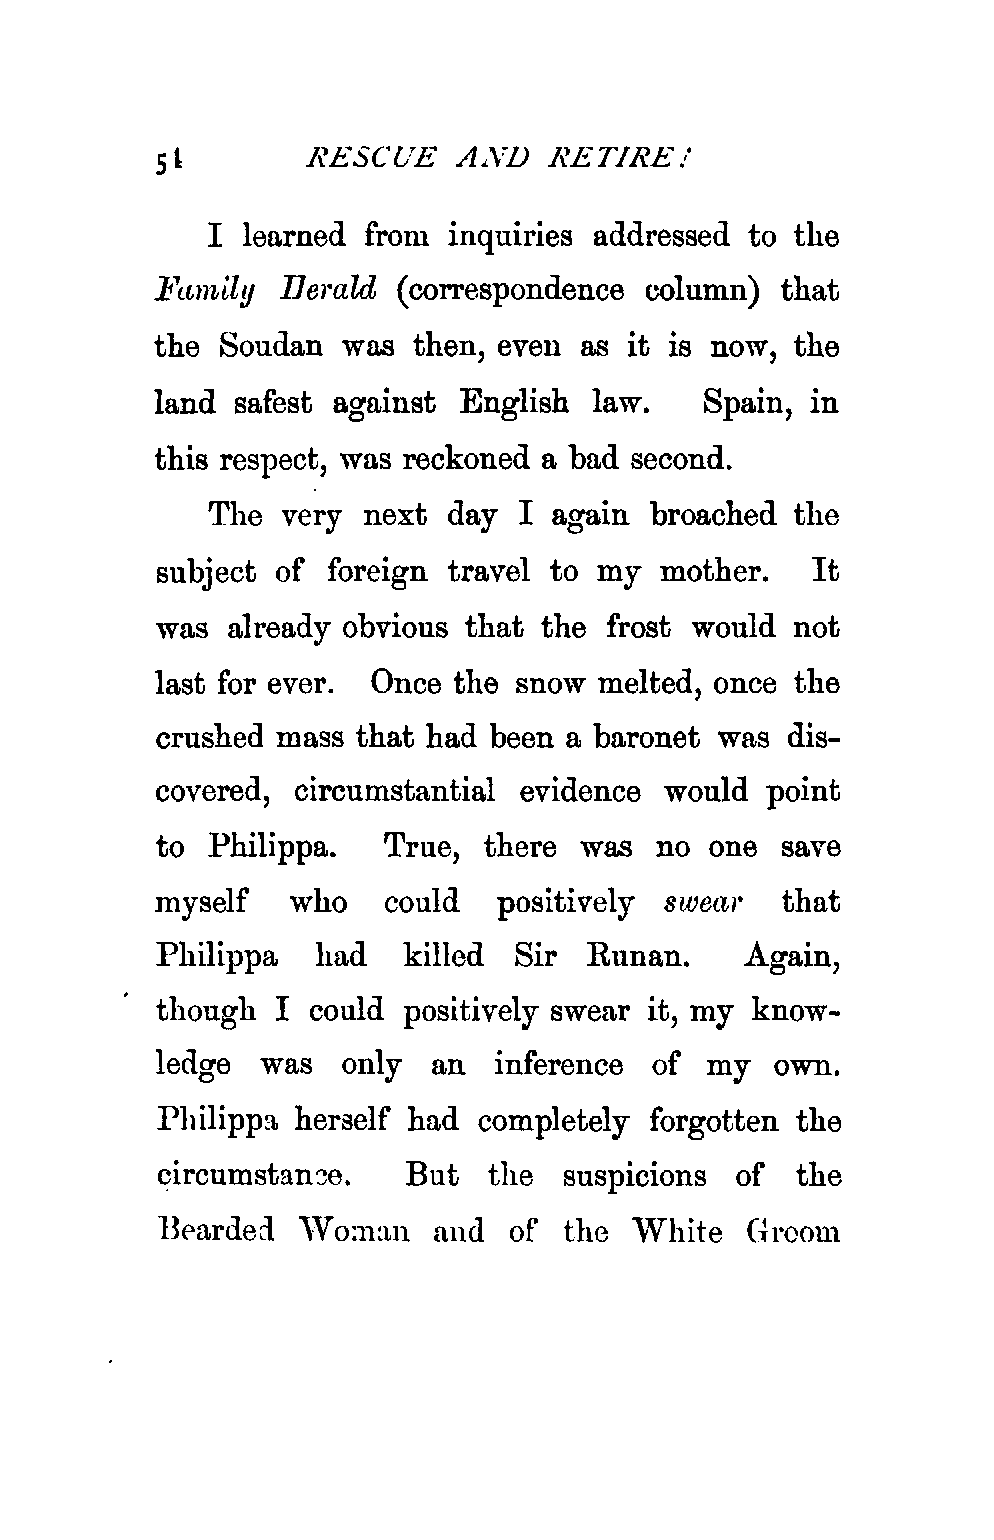 54 RESCUE AND RETIRE!
I learned from inquiries addressed to the
Family Herald (correspondence column) that
the Soudan was then, even as it is now, the
land safest against English law. Spain, in
this respect, was reckoned a bad second.
The very next day I again broached the
subject of foreign travel to my mother. It
was already obvious that the frost would not
last for ever. Once the snow melted, once the
crushed mass that had been a baronet was dis-
covered, circumstantial evidence would point
to Philippa. True, there was no one save
myself who could positively swear that
Philippa had killed Sir Runan. Again,
though I could positively swear it, my know-
ledge was only an inference of my own.
Philippa herself had completely forgotten the
circumstance. But the suspicions of the
Bearded Woman and of the White Groom